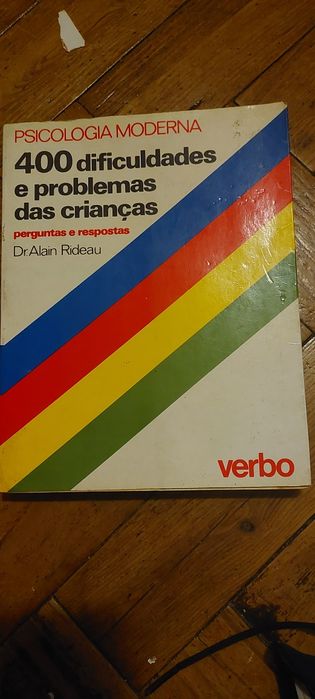 PSICOLOGIA MODERNA
400 dificuldades
e problemas
das crianças
perguntas e respostas
Dr. Alain Rideau
verbo